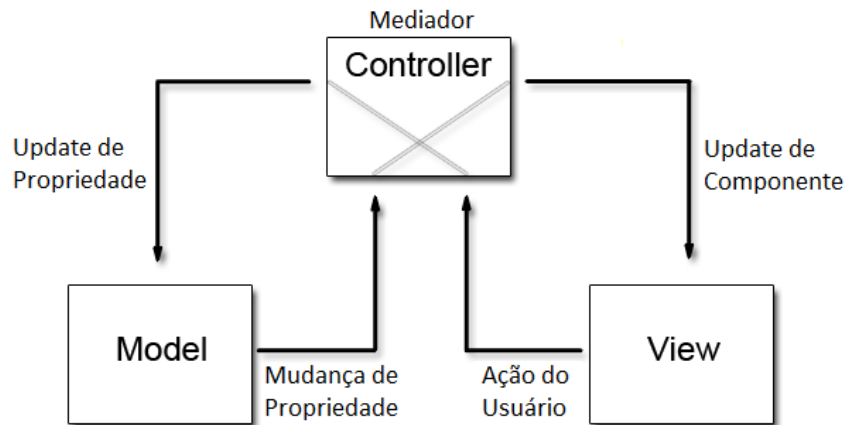 Mediador
Controller
Update de
Propriedade
Update de
Componente
Model
View
Mudança de
Propriedade
Ação do
Usuário